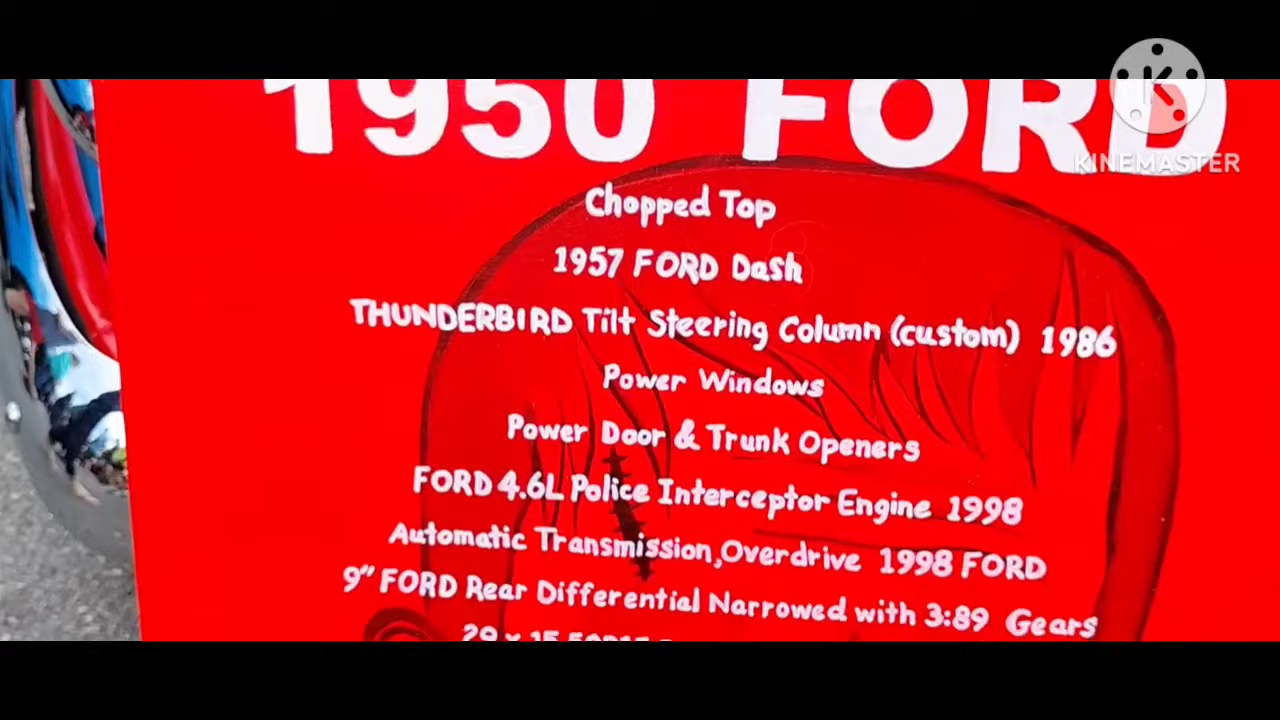 1950 FORD
KINEMASTER
Chopped Top
1957 FORD Dash
THUNDERBIRD Tilt Steering Column (custom) 1986
Power Windows
Power Door & Trunk Openers
FORD 4.6L Police Interceptor Engine 1998
Automatic Transmission,Overdrive 1998 FORD
9" FORD Rear Differential Narrowed with 3:89 Gears
29 x 15